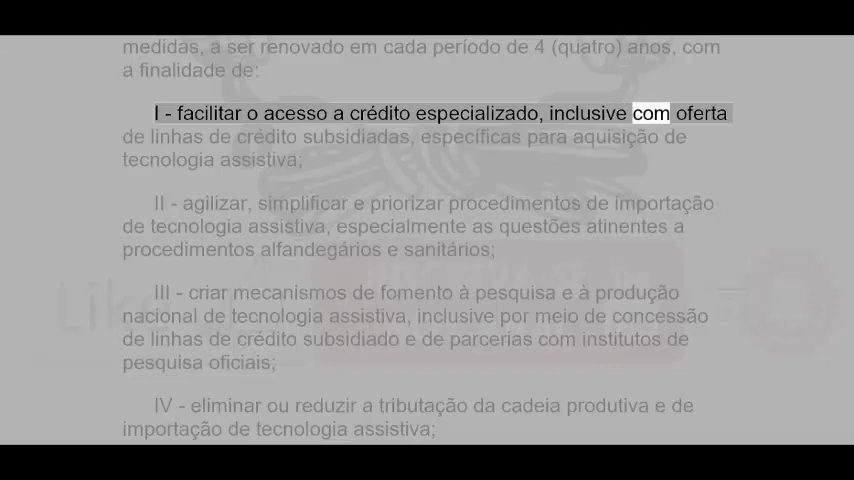 medidas, a ser renovado em cada período de 4 (quatro) anos, com
a finalidade de:
I - facilitar o acesso a crédito especializado, inclusive com oferta
de linhas de crédito subsidiadas, específicas para aquisição de
tecnologia assistiva;
II - agilizar, simplificar e priorizar procedimentos de importação
de tecnologia assistiva, especialmente as questões atinentes a
procedimentos alfandegários e sanitários;
III - criar mecanismos de fomento à pesquisa e à produção
nacional de tecnologia assistiva, inclusive por meio de concessão
de linhas de crédito subsidiado e de parcerias com institutos de
pesquisa oficiais;
IV - eliminar ou reduzir a tributação da cadeia produtiva e de
importação de tecnologia assistiva;
Like